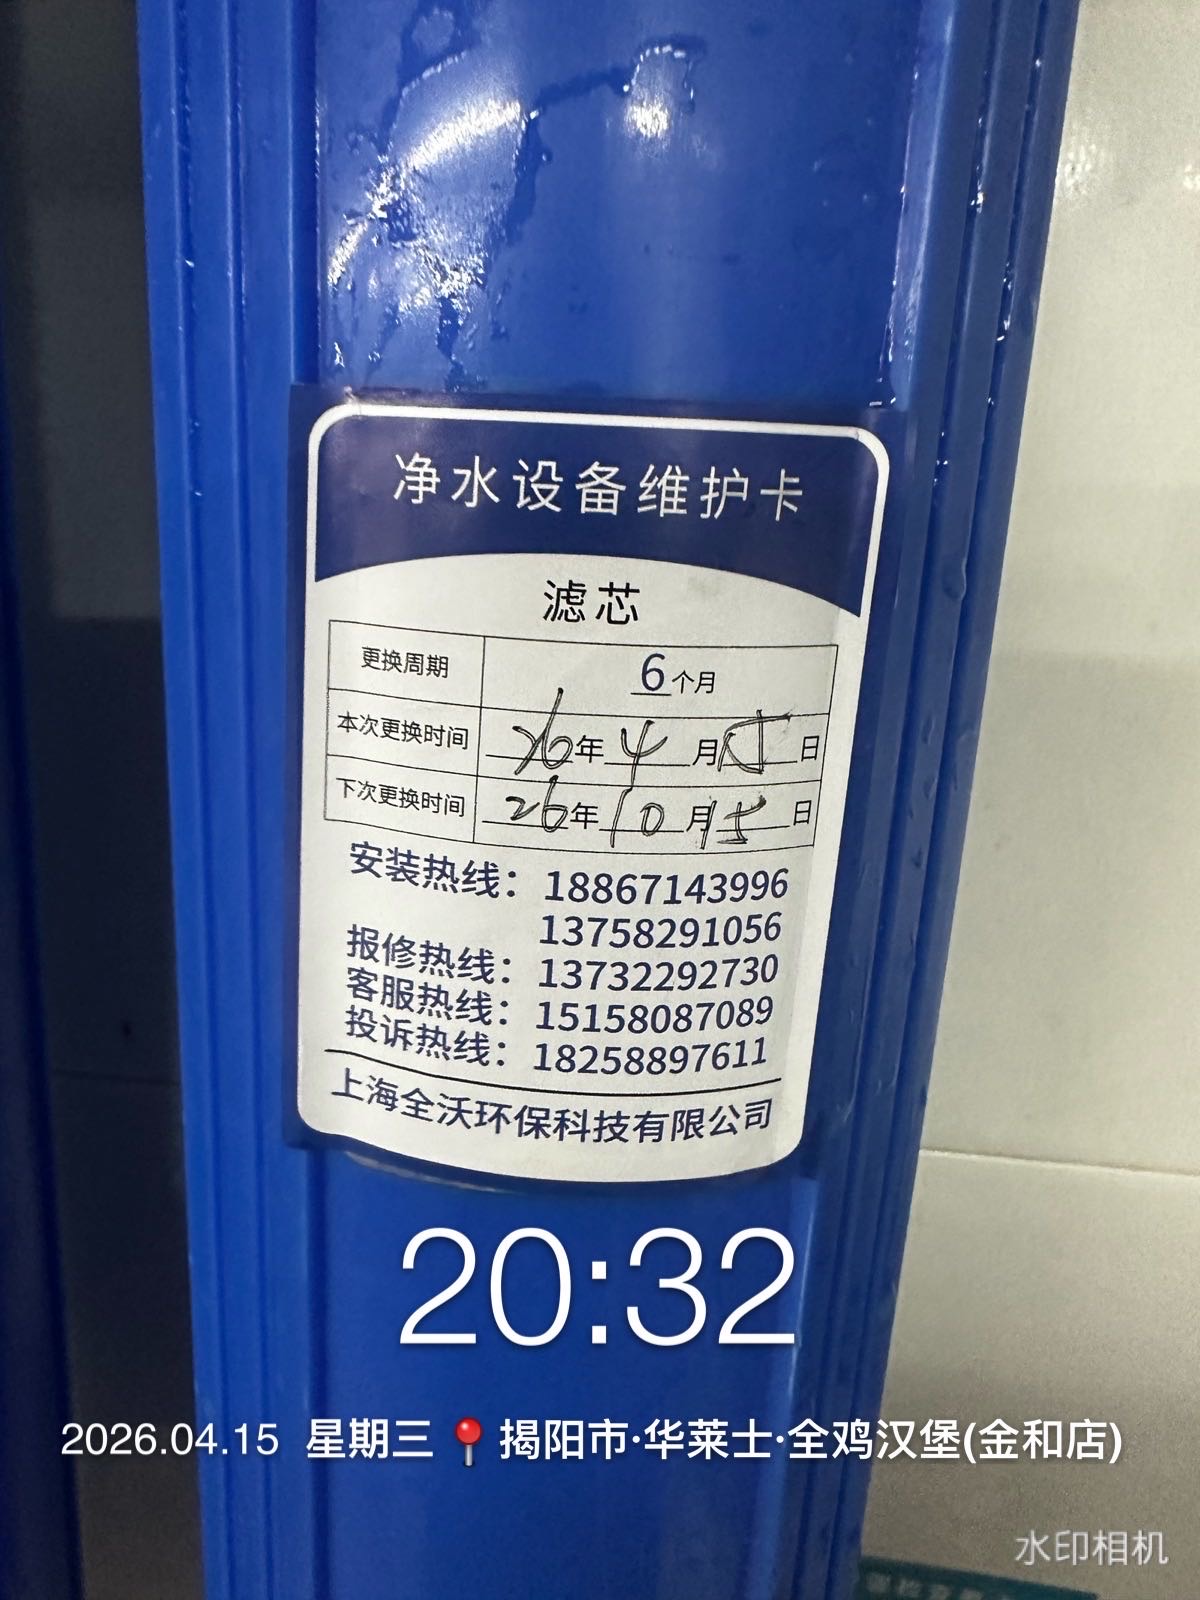 净水设备维护卡
滤芯
更换周期 6个月
本次更换时间 26年4月15日
下次更换时间 26年10月15日
安装热线：18867143996
13758291056
报修热线：13732292730
客服热线：15158087089
投诉热线：18258897611
上海全沃环保科技有限公司
20:32
2026.04.15 星期三 📍揭阳市·华莱士·全鸡汉堡(金和店)
水印相机